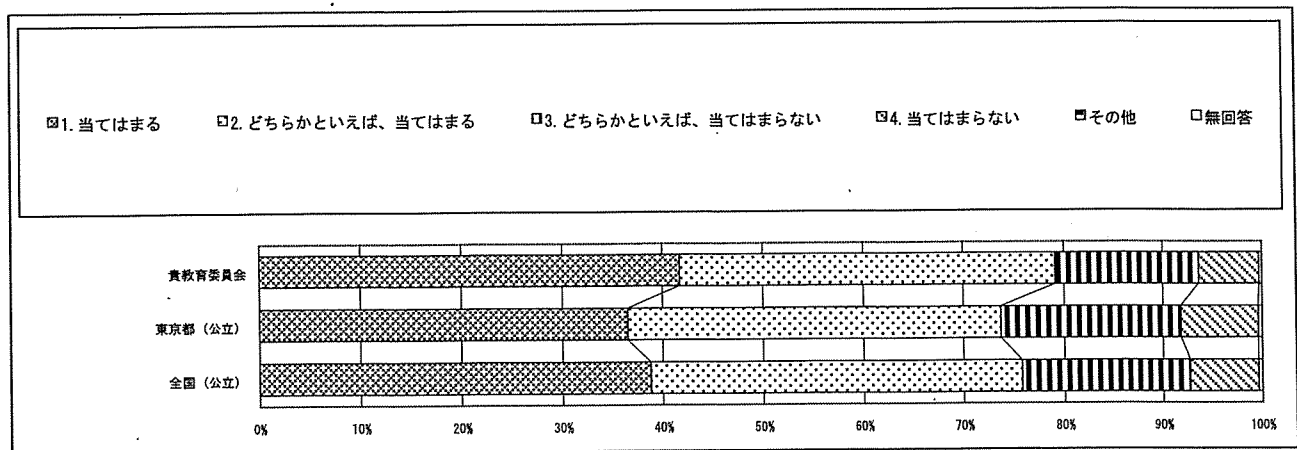 1. 当てはまる 2. どちらかといえば、当てはまる 3. どちらかといえば、当てはまらない 4. 当てはまらない その他 無回答
貴教育委員会
東京都（公立）
全国（公立）
0% 10% 20% 30% 40% 50% 60% 70% 80% 90% 100%